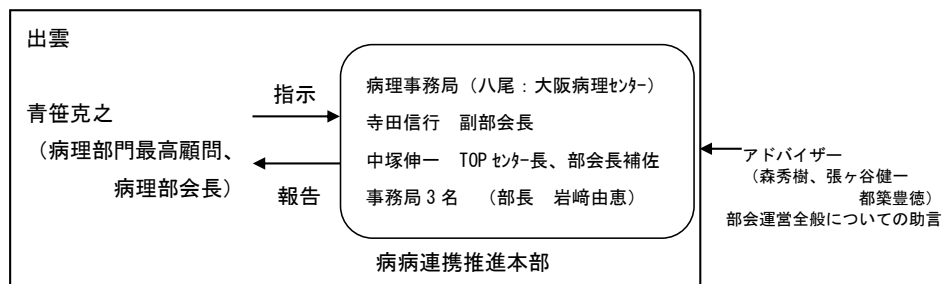 出雲
青笹克之
（病理部門最高顧問、
病理部会長）
指示
報告
病理事務局（八尾：大阪病理ｾﾝﾀｰ）
寺田信行　副部会長
中塚伸一　TOP ｾﾝﾀｰ長、部会長補佐
事務局 3 名　（部長　岩﨑由恵）
病病連携推進本部
アドバイザー
（森秀樹、張ヶ谷健一
都築豊徳）
部会運営全般についての助言